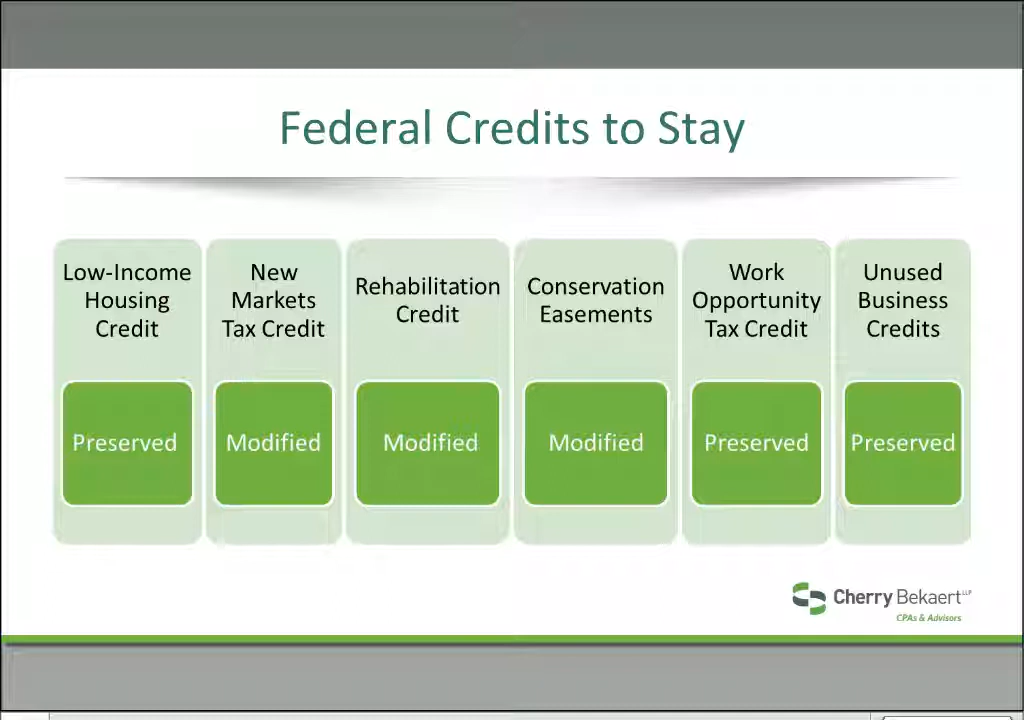 Federal Credits to Stay
Low-Income
Housing
Credit
Preserved
New
Markets
Tax Credit
Modified
Rehabilitation
Credit
Modified
Conservation
Easements
Modified
Work
Opportunity
Tax Credit
Preserved
Unused
Business
Credits
Preserved
Cherry Bekaert LLP
CPAs & Advisors